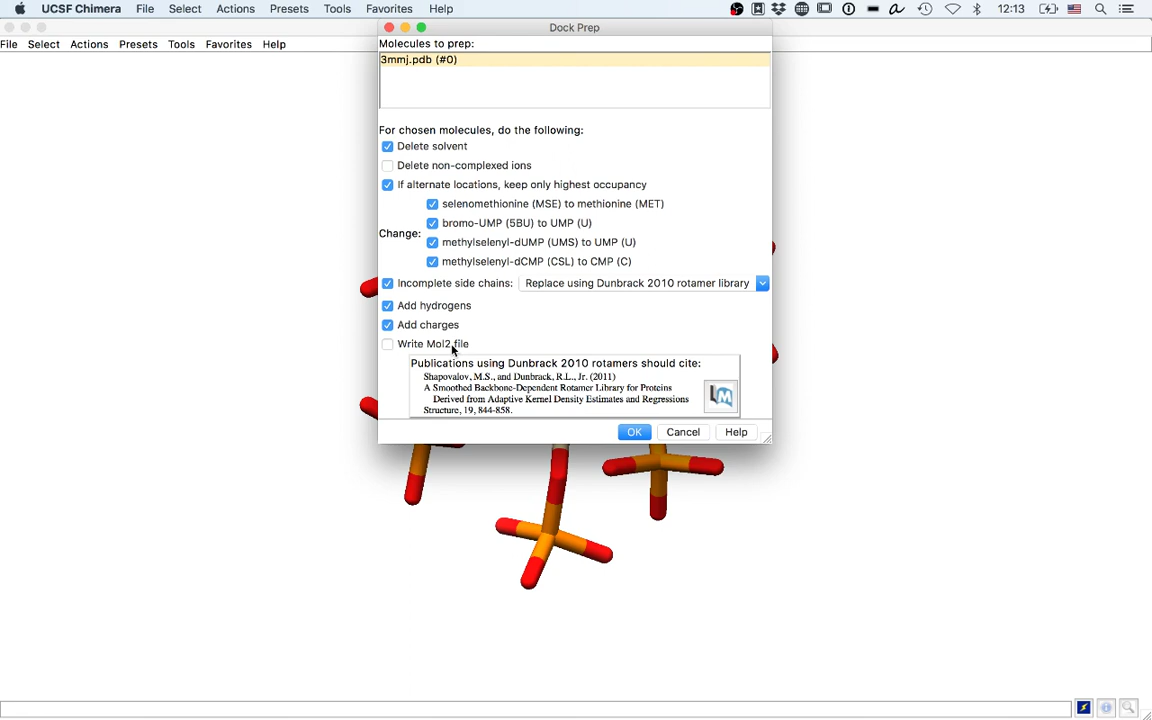 UCSF Chimera File Select Actions Presets Tools Favorites Help 12:13
Dock Prep
File Select Actions Presets Tools Favorites Help
Molecules to prep:
3mmj.pdb (#0)
For chosen molecules, do the following:
Delete solvent
Delete non-complexed ions
If alternate locations, keep only highest occupancy
selenomethionine (MSE) to methionine (MET)
bromo-UMP (5BU) to UMP (U)
Change:
methylselenyl-dUMP (UMS) to UMP (U)
methylselenyl-dCMP (CSL) to CMP (C)
Incomplete side chains: Replace using Dunbrack 2010 rotamer library
Add hydrogens
Add charges
Write Mol2 file
Publications using Dunbrack 2010 rotamers should cite:
Shapovalov, M.S., and Dunbrack, R.L., Jr. (2011)
A Smoothed Backbone-Dependent Rotamer Library for Proteins
Derived from Adaptive Kernel Density Estimates and Regressions
Structure, 19, 844-858.
OK Cancel Help